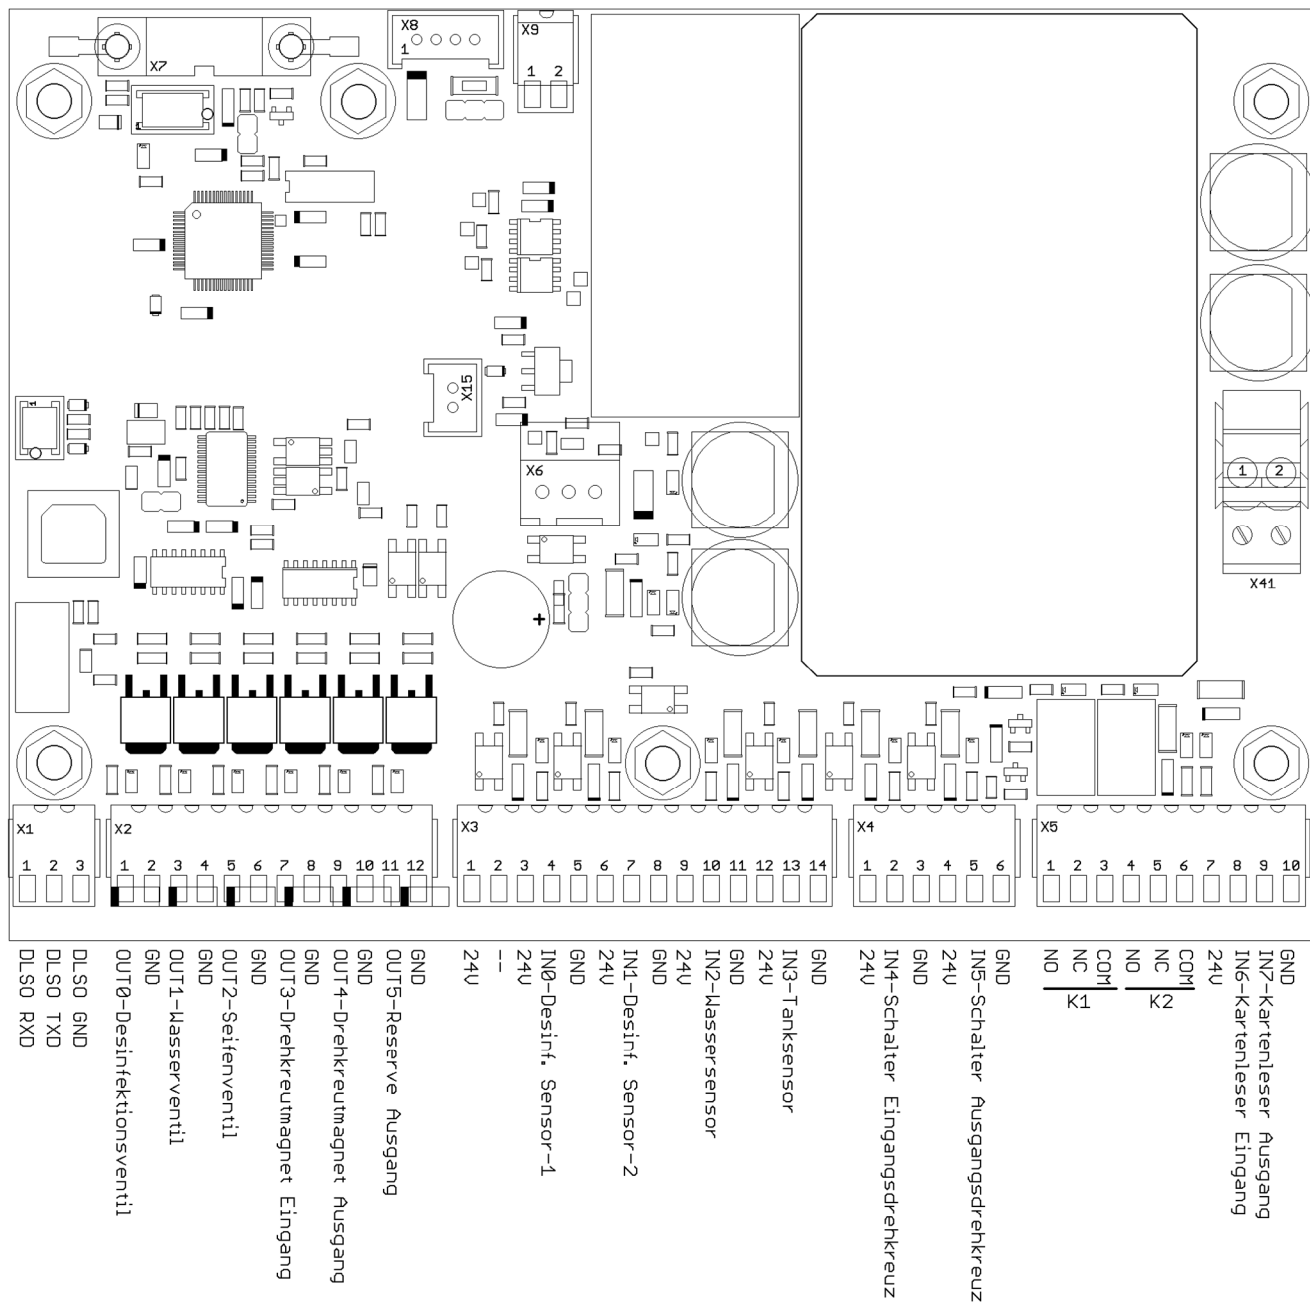 X8
1
X9
1 2
X7
X15
1
X6
+
1 2
X41
X1
1 2 3
X2
1 2 3 4 5 6 7 8 9 10 11 12
X3
1 2 3 4 5 6 7 8 9 10 11 12 13 14
X4
1 2 3 4 5 6
X5
1 2 3 4 5 6 7 8 9 10
DLSO RXD
DLSO TXD
DLSO GND
OUT0-Desinfektionsventil
GND
OUT1-Wasserventil
GND
OUT2-Seifenventil
GND
OUT3-Drehkreutmagnet Eingang
GND
OUT4-Drehkreutmagnet Ausgang
GND
OUT5-Reserve Ausgang
GND
24V
--
24V
IN0-Desinf. Sensor-1
GND
24V
IN1-Desinf. Sensor-2
GND
24V
IN2-Wassersensor
GND
24V
IN3-Tanksensor
GND
24V
IN4-Schalter Eingangsdrehkreuz
GND
24V
IN5-Schalter Ausgangsdrehkreuz
GND
NO
NC
COM
K1
NO
NC
COM
K2
24V
IN6-Kartenleser Eingang
IN7-Kartenleser Ausgang
GND